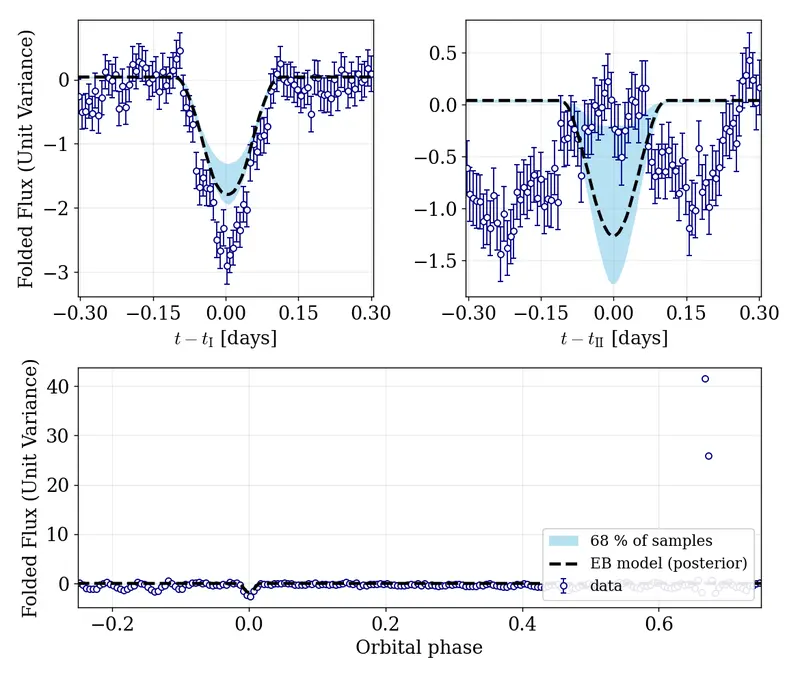 Folded Flux (Unit Variance)
0
−1
−2
−3
−0.30 −0.15 0.00 0.15 0.30
t − t_I [days]
0.5
0.0
−0.5
−1.0
−1.5
−0.30 −0.15 0.00 0.15 0.30
t − t_II [days]
Folded Flux (Unit Variance)
40
30
20
10
0
68 % of samples
EB model (posterior)
data
−0.2 0.0 0.2 0.4 0.6
Orbital phase